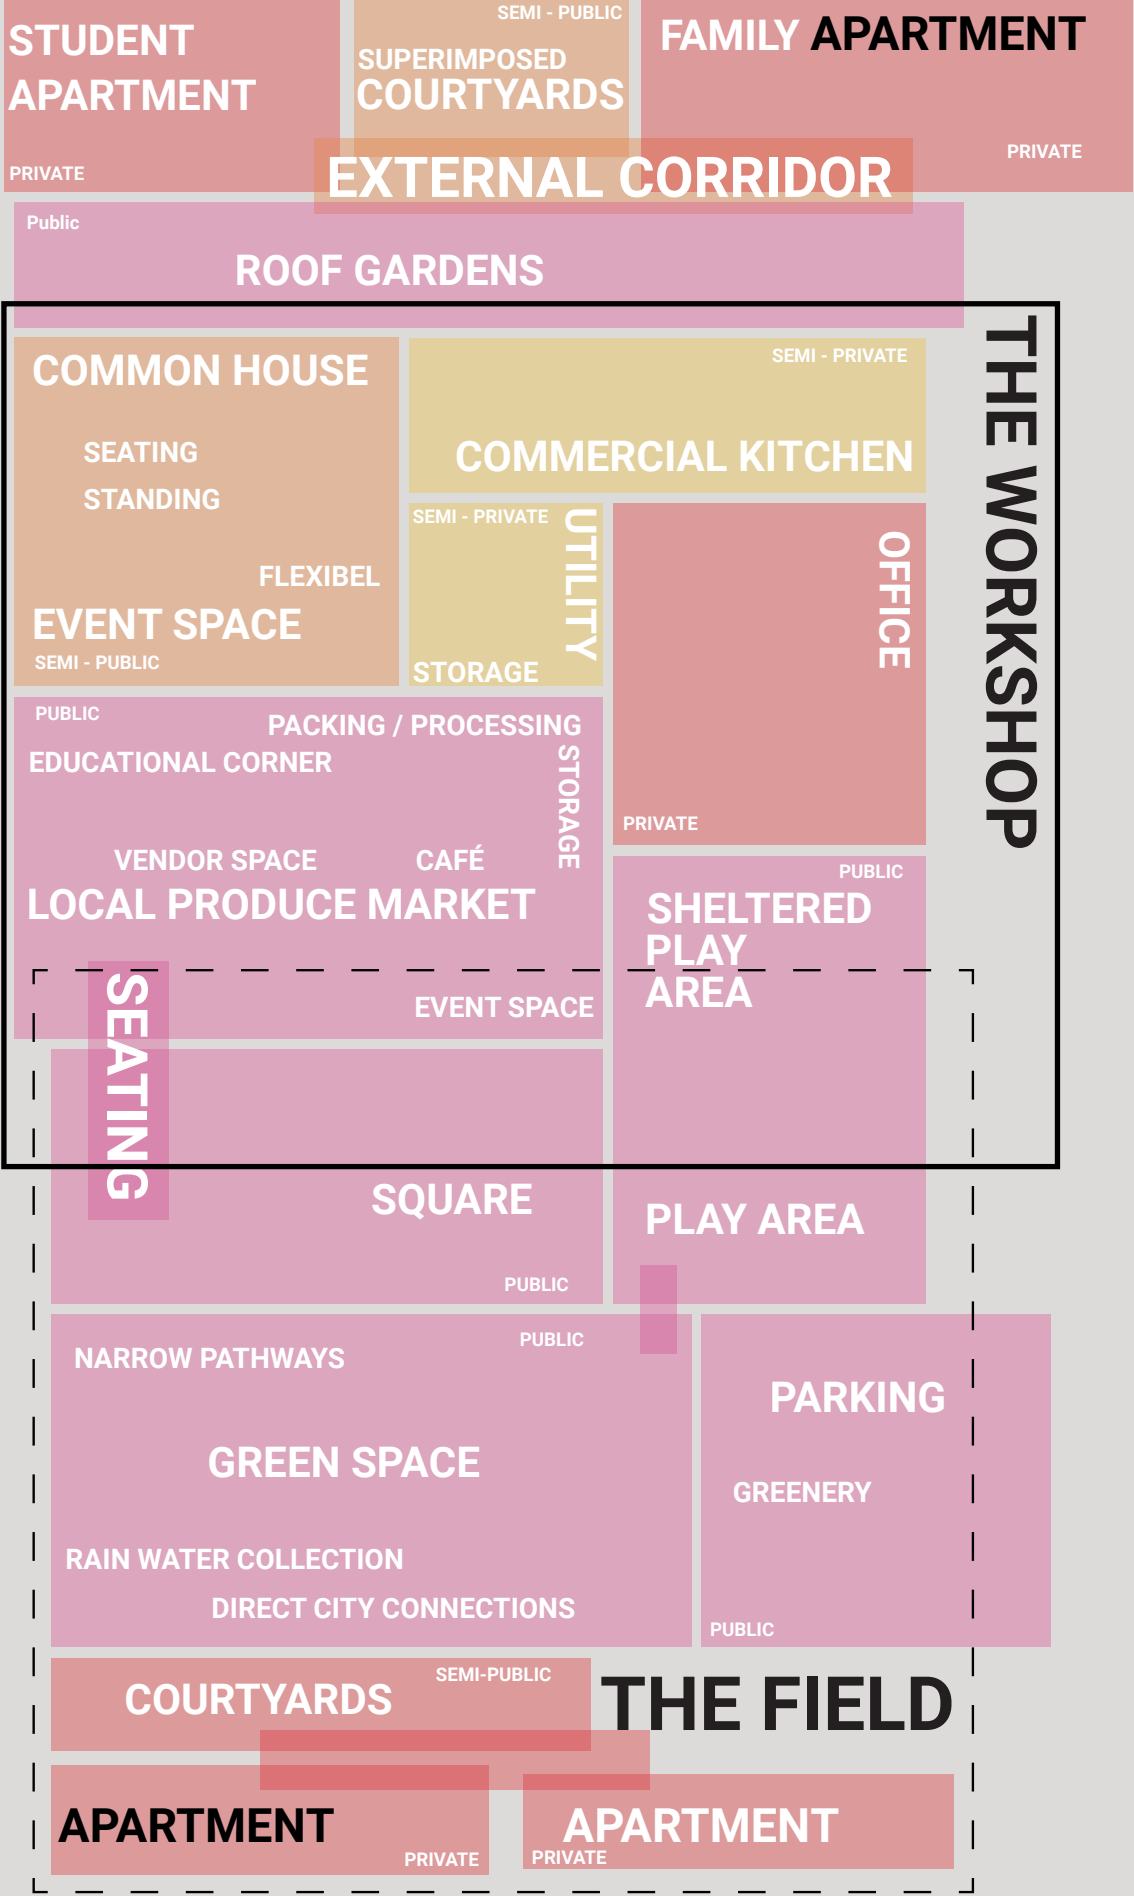 STUDENT
APARTMENT
PRIVATE
SEMI - PUBLIC
SUPERIMPOSED
COURTYARDS
FAMILY APARTMENT
PRIVATE
EXTERNAL CORRIDOR
Public
ROOF GARDENS
THE WORKSHOP
COMMON HOUSE
SEATING
STANDING
FLEXIBEL
EVENT SPACE
SEMI - PUBLIC
SEMI - PRIVATE
COMMERCIAL KITCHEN
SEMI - PRIVATE
UTILITY
STORAGE
OFFICE
PRIVATE
PUBLIC
PACKING / PROCESSING
EDUCATIONAL CORNER
STORAGE
VENDOR SPACE
CAFÉ
LOCAL PRODUCE MARKET
EVENT SPACE
SEATING
PUBLIC
SHELTERED
PLAY
AREA
SQUARE
PUBLIC
PLAY AREA
PUBLIC
NARROW PATHWAYS
GREEN SPACE
RAIN WATER COLLECTION
DIRECT CITY CONNECTIONS
PARKING
GREENERY
PUBLIC
SEMI-PUBLIC
COURTYARDS
THE FIELD
APARTMENT
PRIVATE
APARTMENT
PRIVATE